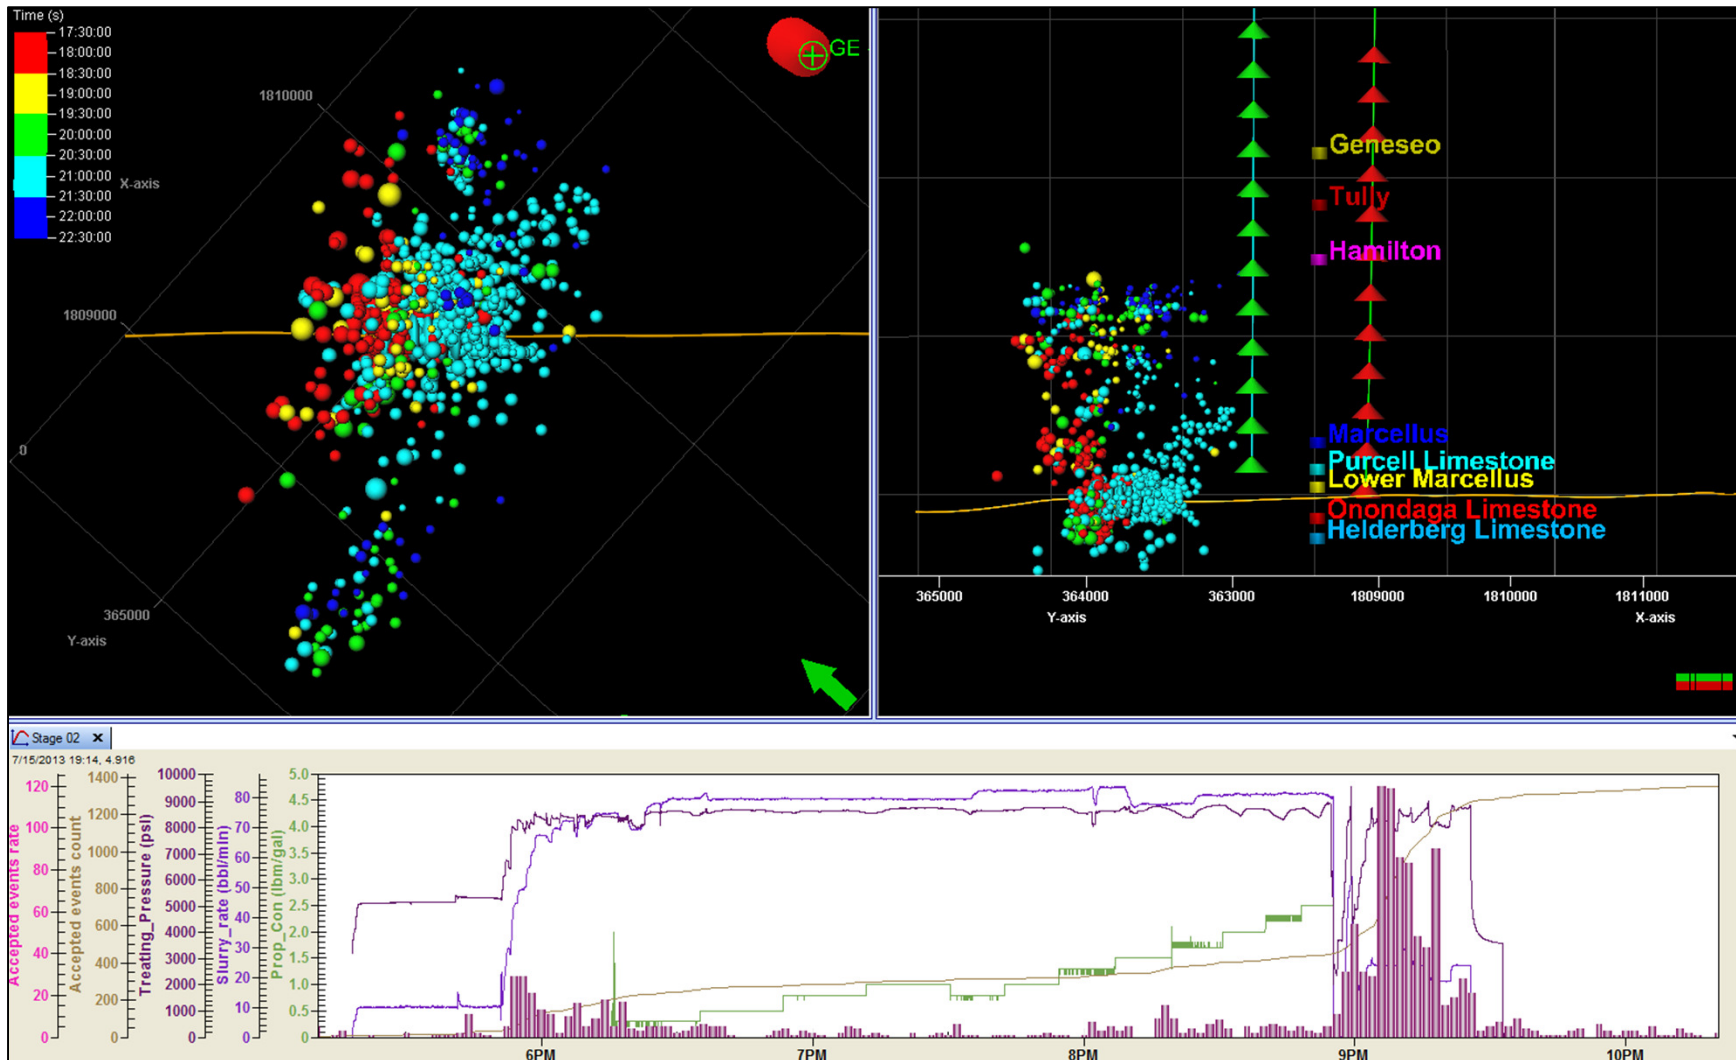 Time (s)
17:30:00
18:00:00
18:30:00
19:00:00
19:30:00
20:00:00
20:30:00
21:00:00
21:30:00
22:00:00
22:30:00
1810000
X-axis
1809000
0
365000
Y-axis
GE
Geneseo
Tully
Hamilton
Marcellus
Purcell Limestone
Lower Marcellus
Onondaga Limestone
Helderberg Limestone
365000 364000 363000 1809000 1810000 1811000
Y-axis X-axis
Stage 02 X
7/15/2013 19:14, 4.916
Accepted events rate
120
100
80
60
40
20
0
Accepted events count
1400
1200
1000
800
600
400
200
0
Treating_Pressure (psi)
10000
9000
8000
7000
6000
5000
4000
3000
2000
1000
0
Slurry_rate (bbl/min)
80
70
60
50
40
30
20
10
0
Prop_con (lbm/gal)
5.0
4.5
4.0
3.5
3.0
2.5
2.0
1.5
1.0
0.5
0
6PM 7PM 8PM 9PM 10PM